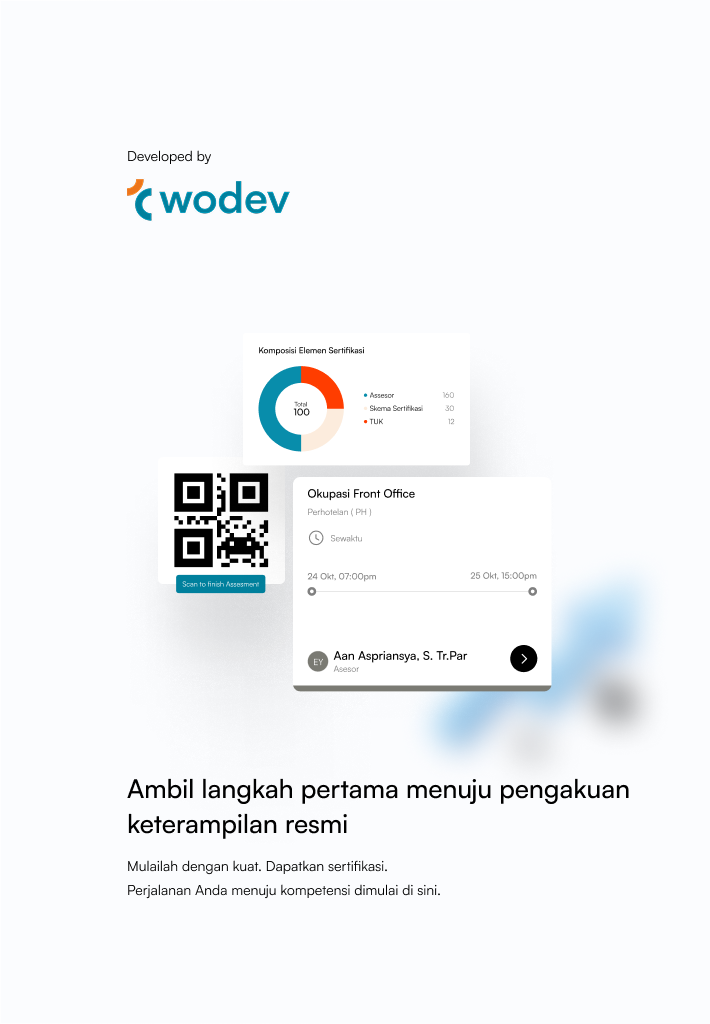 Developed by
wodev
Komposisi Elemen Sertifikasi
Total
100
Assesor 160
Skema Sertifikasi 30
TUK 12
Scan to finish Assesment
Okupasi Front Office
Perhotelan ( PH )
Sewaktu
24 Okt, 07:00pm 25 Okt, 15:00pm
EY
Aan Aspriansya, S. Tr.Par
Asesor
Ambil langkah pertama menuju pengakuan
keterampilan resmi
Mulailah dengan kuat. Dapatkan sertifikasi.
Perjalanan Anda menuju kompetensi dimulai di sini.